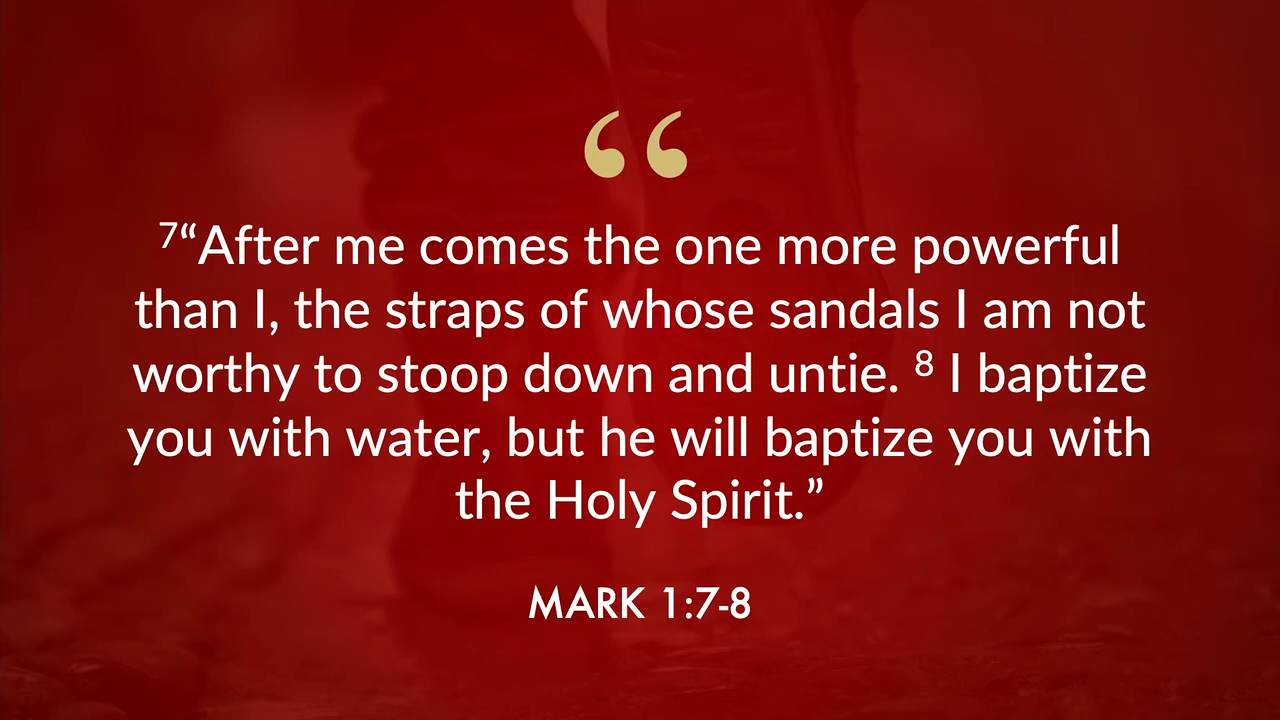 “
⁷“After me comes the one more powerful
than I, the straps of whose sandals I am not
worthy to stoop down and untie. ⁸ I baptize
you with water, but he will baptize you with
the Holy Spirit.”
MARK 1:7-8